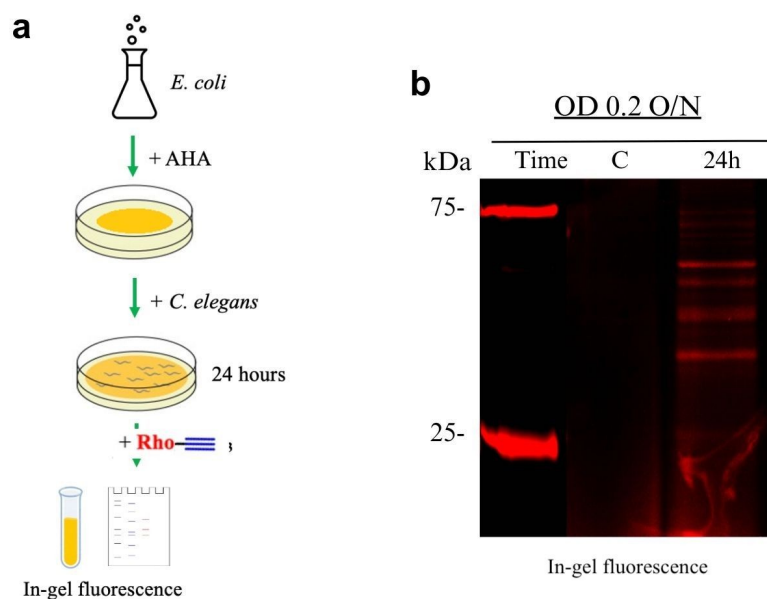 a
E. coli
+ AHA
+ C. elegans
24 hours
+ Rho
In-gel fluorescence
b
OD 0.2 O/N
kDa Time C 24h
75-
25-
In-gel fluorescence